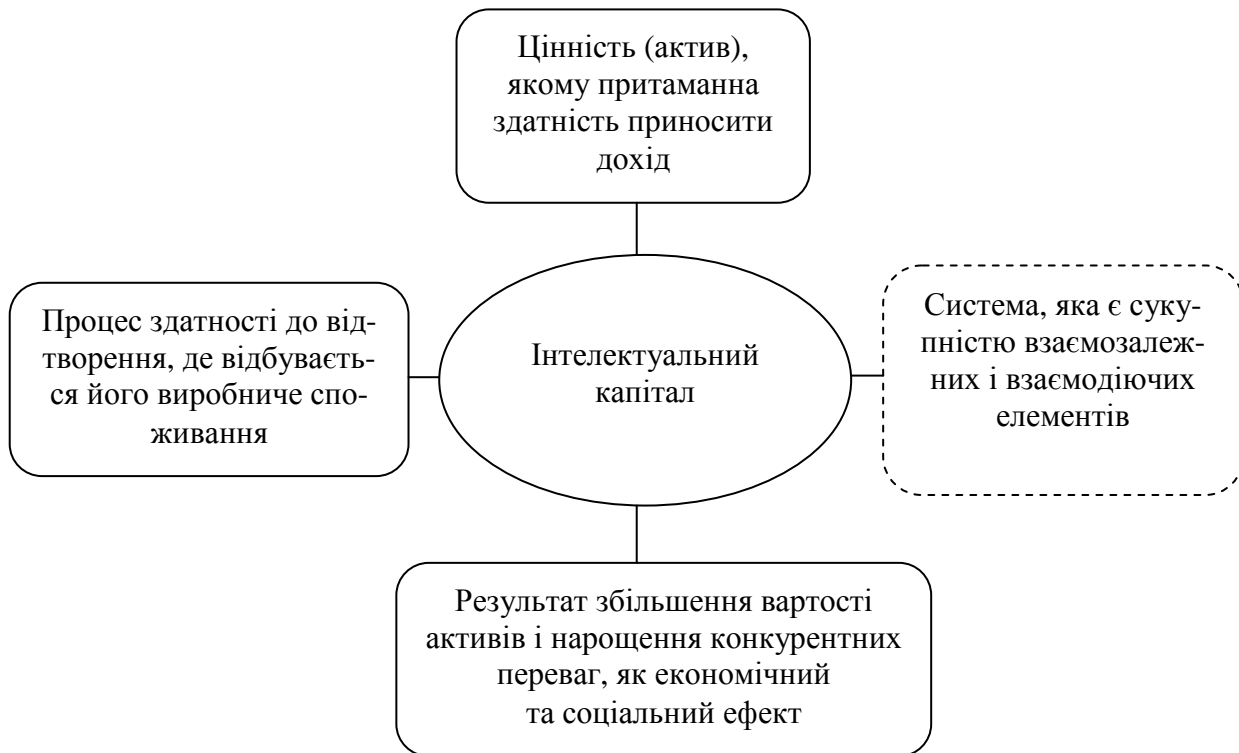 Цінність (актив),
якому притаманна
здатність приносити
дохід
Процес здатності до від-
творення, де відбуваєть-
ся його виробниче спо-
живання
Інтелектуальний
капітал
Система, яка є суку-
пністю взаємозалеж-
них і взаємодіючих
елементів
Результат збільшення вартості
активів і нарощення конкурентних
переваг, як економічний
та соціальний ефект